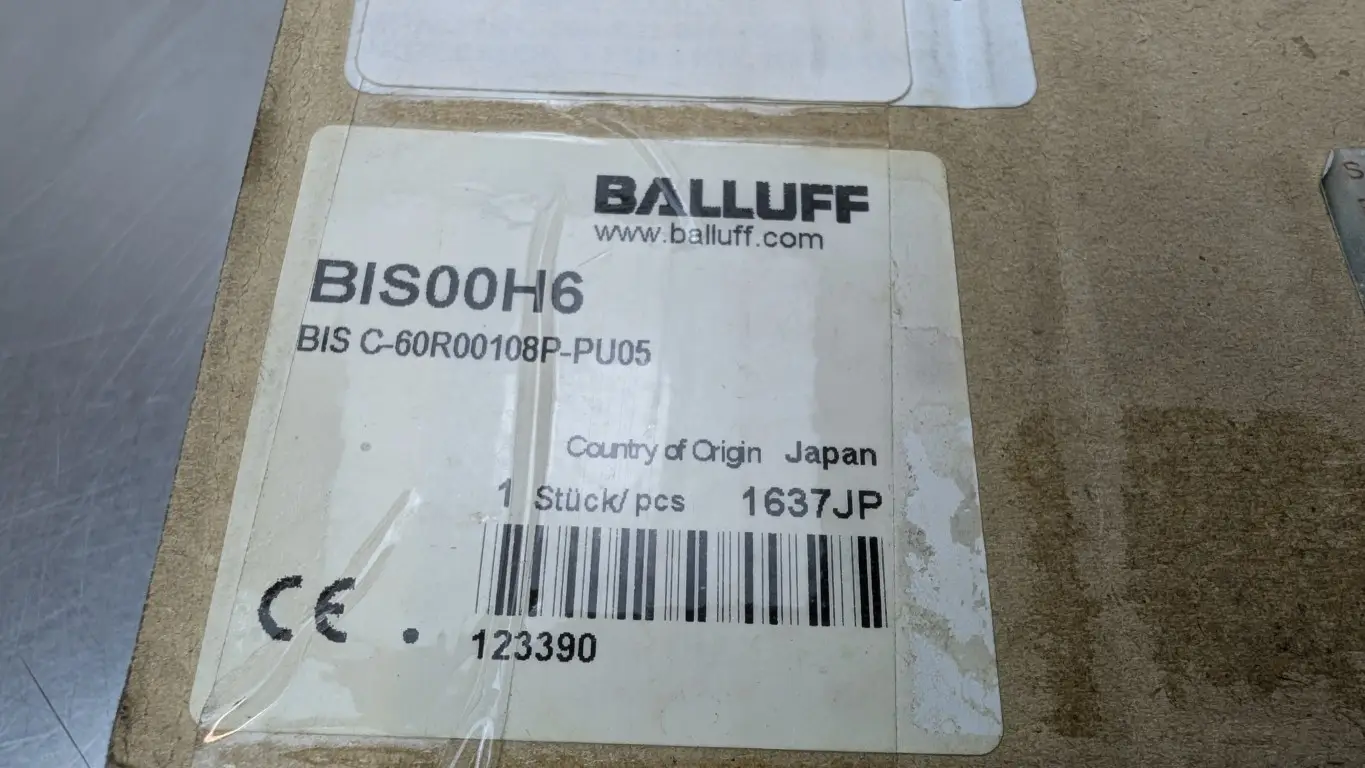 BALLUFF
www.balluff.com
BIS00H6
BIS C-60R00108P-PU05
Country of Origin Japan
1 Stück/pcs 1637JP
CE
123390
S